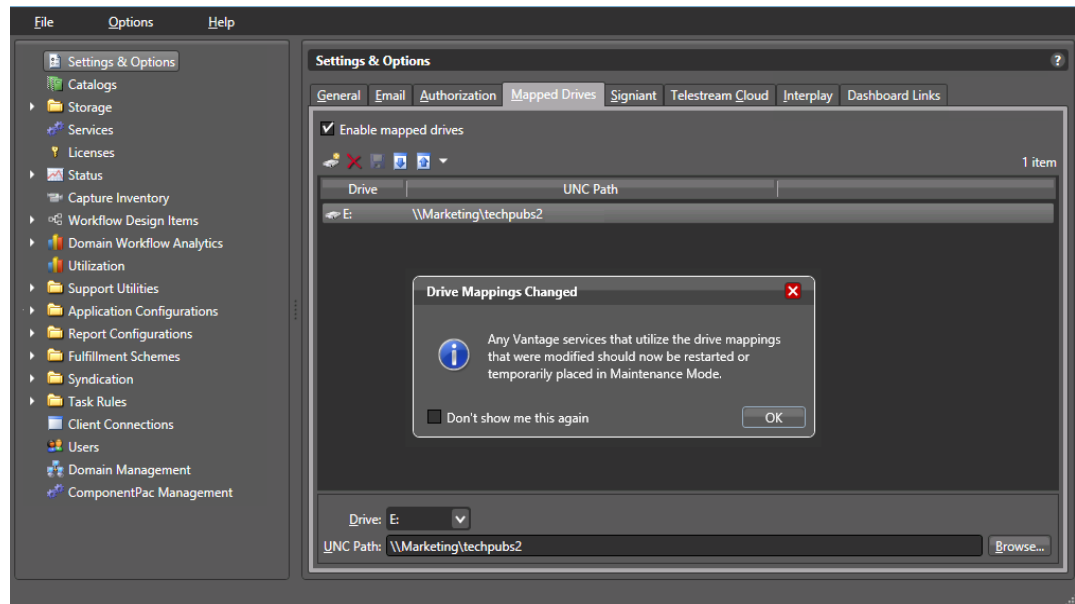 File Options Help
Settings & Options
Catalogs
Storage
Services
Licenses
Status
Capture Inventory
Workflow Design Items
Domain Workflow Analytics
Utilization
Support Utilities
Application Configurations
Report Configurations
Fulfillment Schemes
Syndication
Task Rules
Client Connections
Users
Domain Management
ComponentPac Management
Settings & Options ?
General Email Authorization Mapped Drives Signiant Telestream Cloud Interplay Dashboard Links
Enable mapped drives
1 item
Drive UNC Path
E: \\Marketing\techpubs2
Drive Mappings Changed
Any Vantage services that utilize the drive mappings
that were modified should now be restarted or
temporarily placed in Maintenance Mode.
Don't show me this again OK
Drive: E:
UNC Path: \\Marketing\techpubs2 Browse...